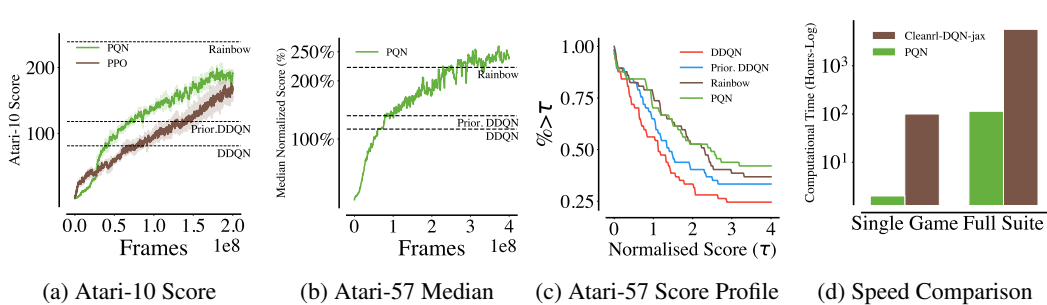 PQN
PPO
Rainbow
Prior.DDQN
DDQN
Atari-10 Score
200
100
0.0 0.5 1.0 1.5 2.0
1e8
Frames
(a) Atari-10 Score
PQN
Rainbow
Prior. DDQN
DDQN
Median Normalized Score (%)
250%
200%
100%
0 1 2 3 4
1e8
Frames
(b) Atari-57 Median
DDQN
Prior. DDQN
Rainbow
PQN
%>τ
1.00
0.75
0.50
0.25
0 1 2 3 4
Normalised Score (τ)
(c) Atari-57 Score Profile
Cleanrl-DQN-jax
PQN
Computational Time (Hours-Log)
10³
10²
10¹
Single Game Full Suite
(d) Speed Comparison